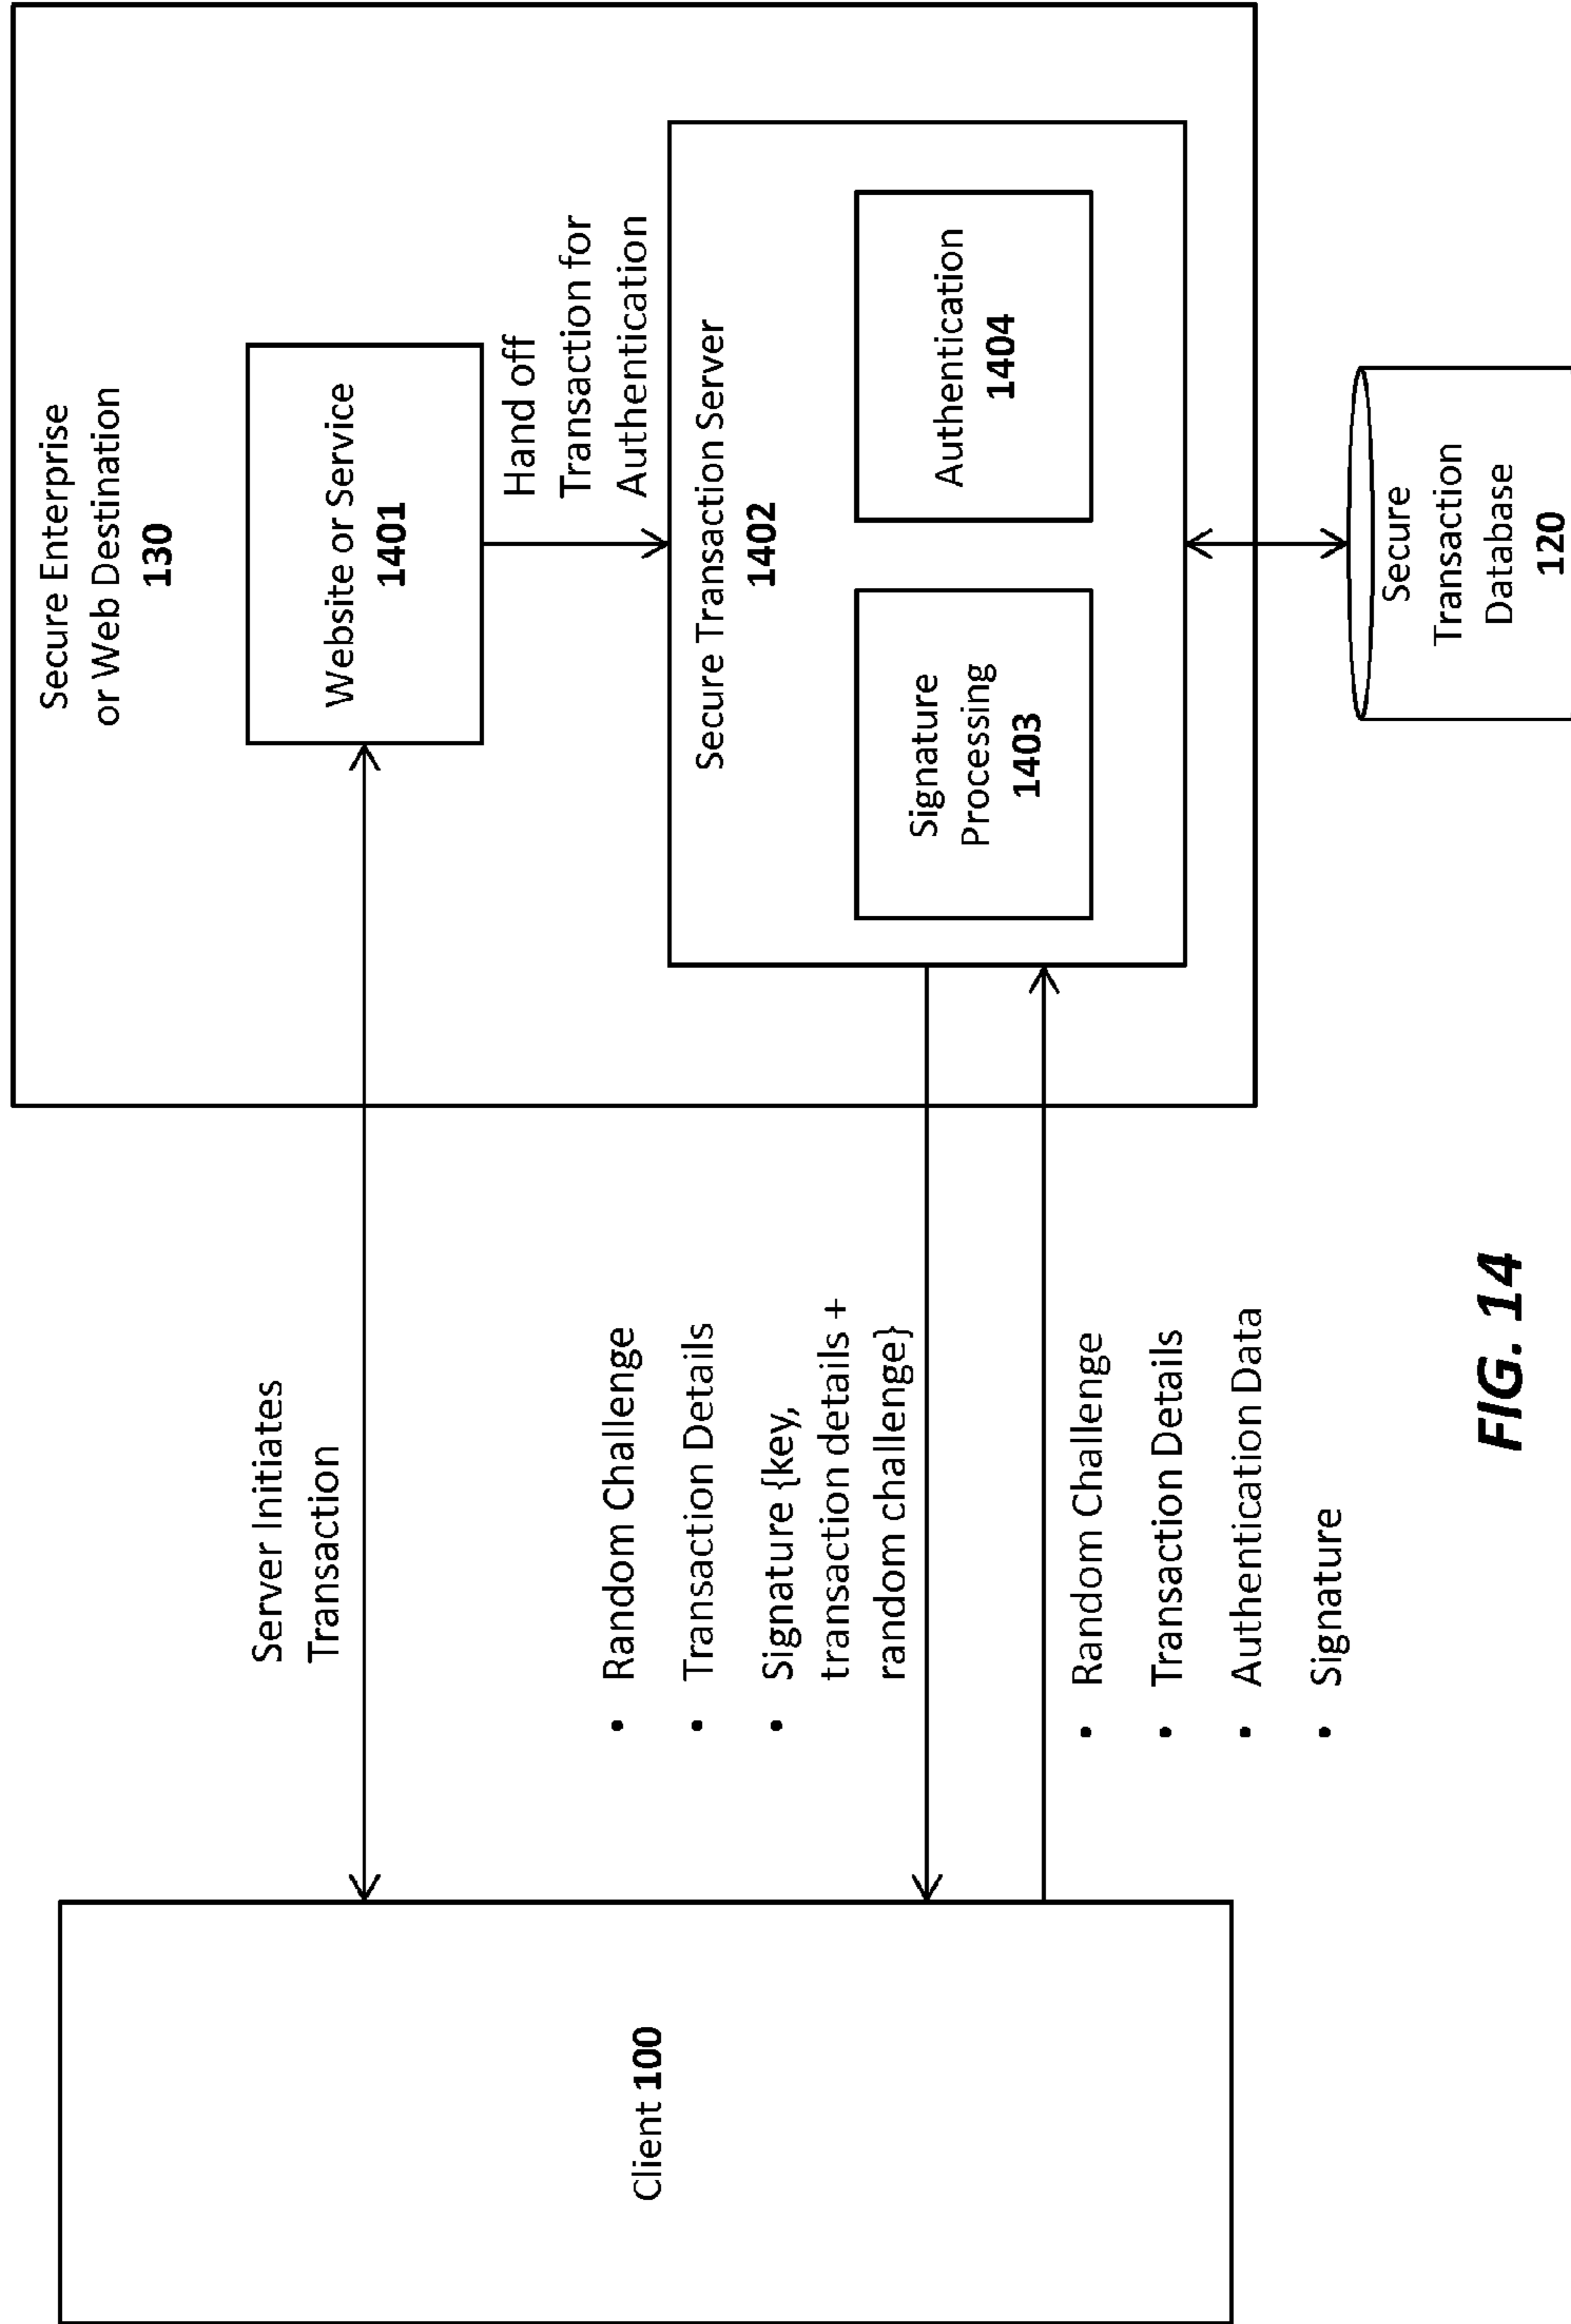 Secure Enterprise
or Web Destination
130
Website or Service
1401
Hand off
Transaction for
Authentication
Secure Transaction Server
1402
Signature
Processing
1403
Authentication
1404
Secure
Transaction
Database
120
Server Initiates
Transaction
• Random Challenge
• Transaction Details
• Signature {key,
transaction details +
random challenge}
• Random Challenge
• Transaction Details
• Authentication Data
• Signature
Client 100
FIG. 14